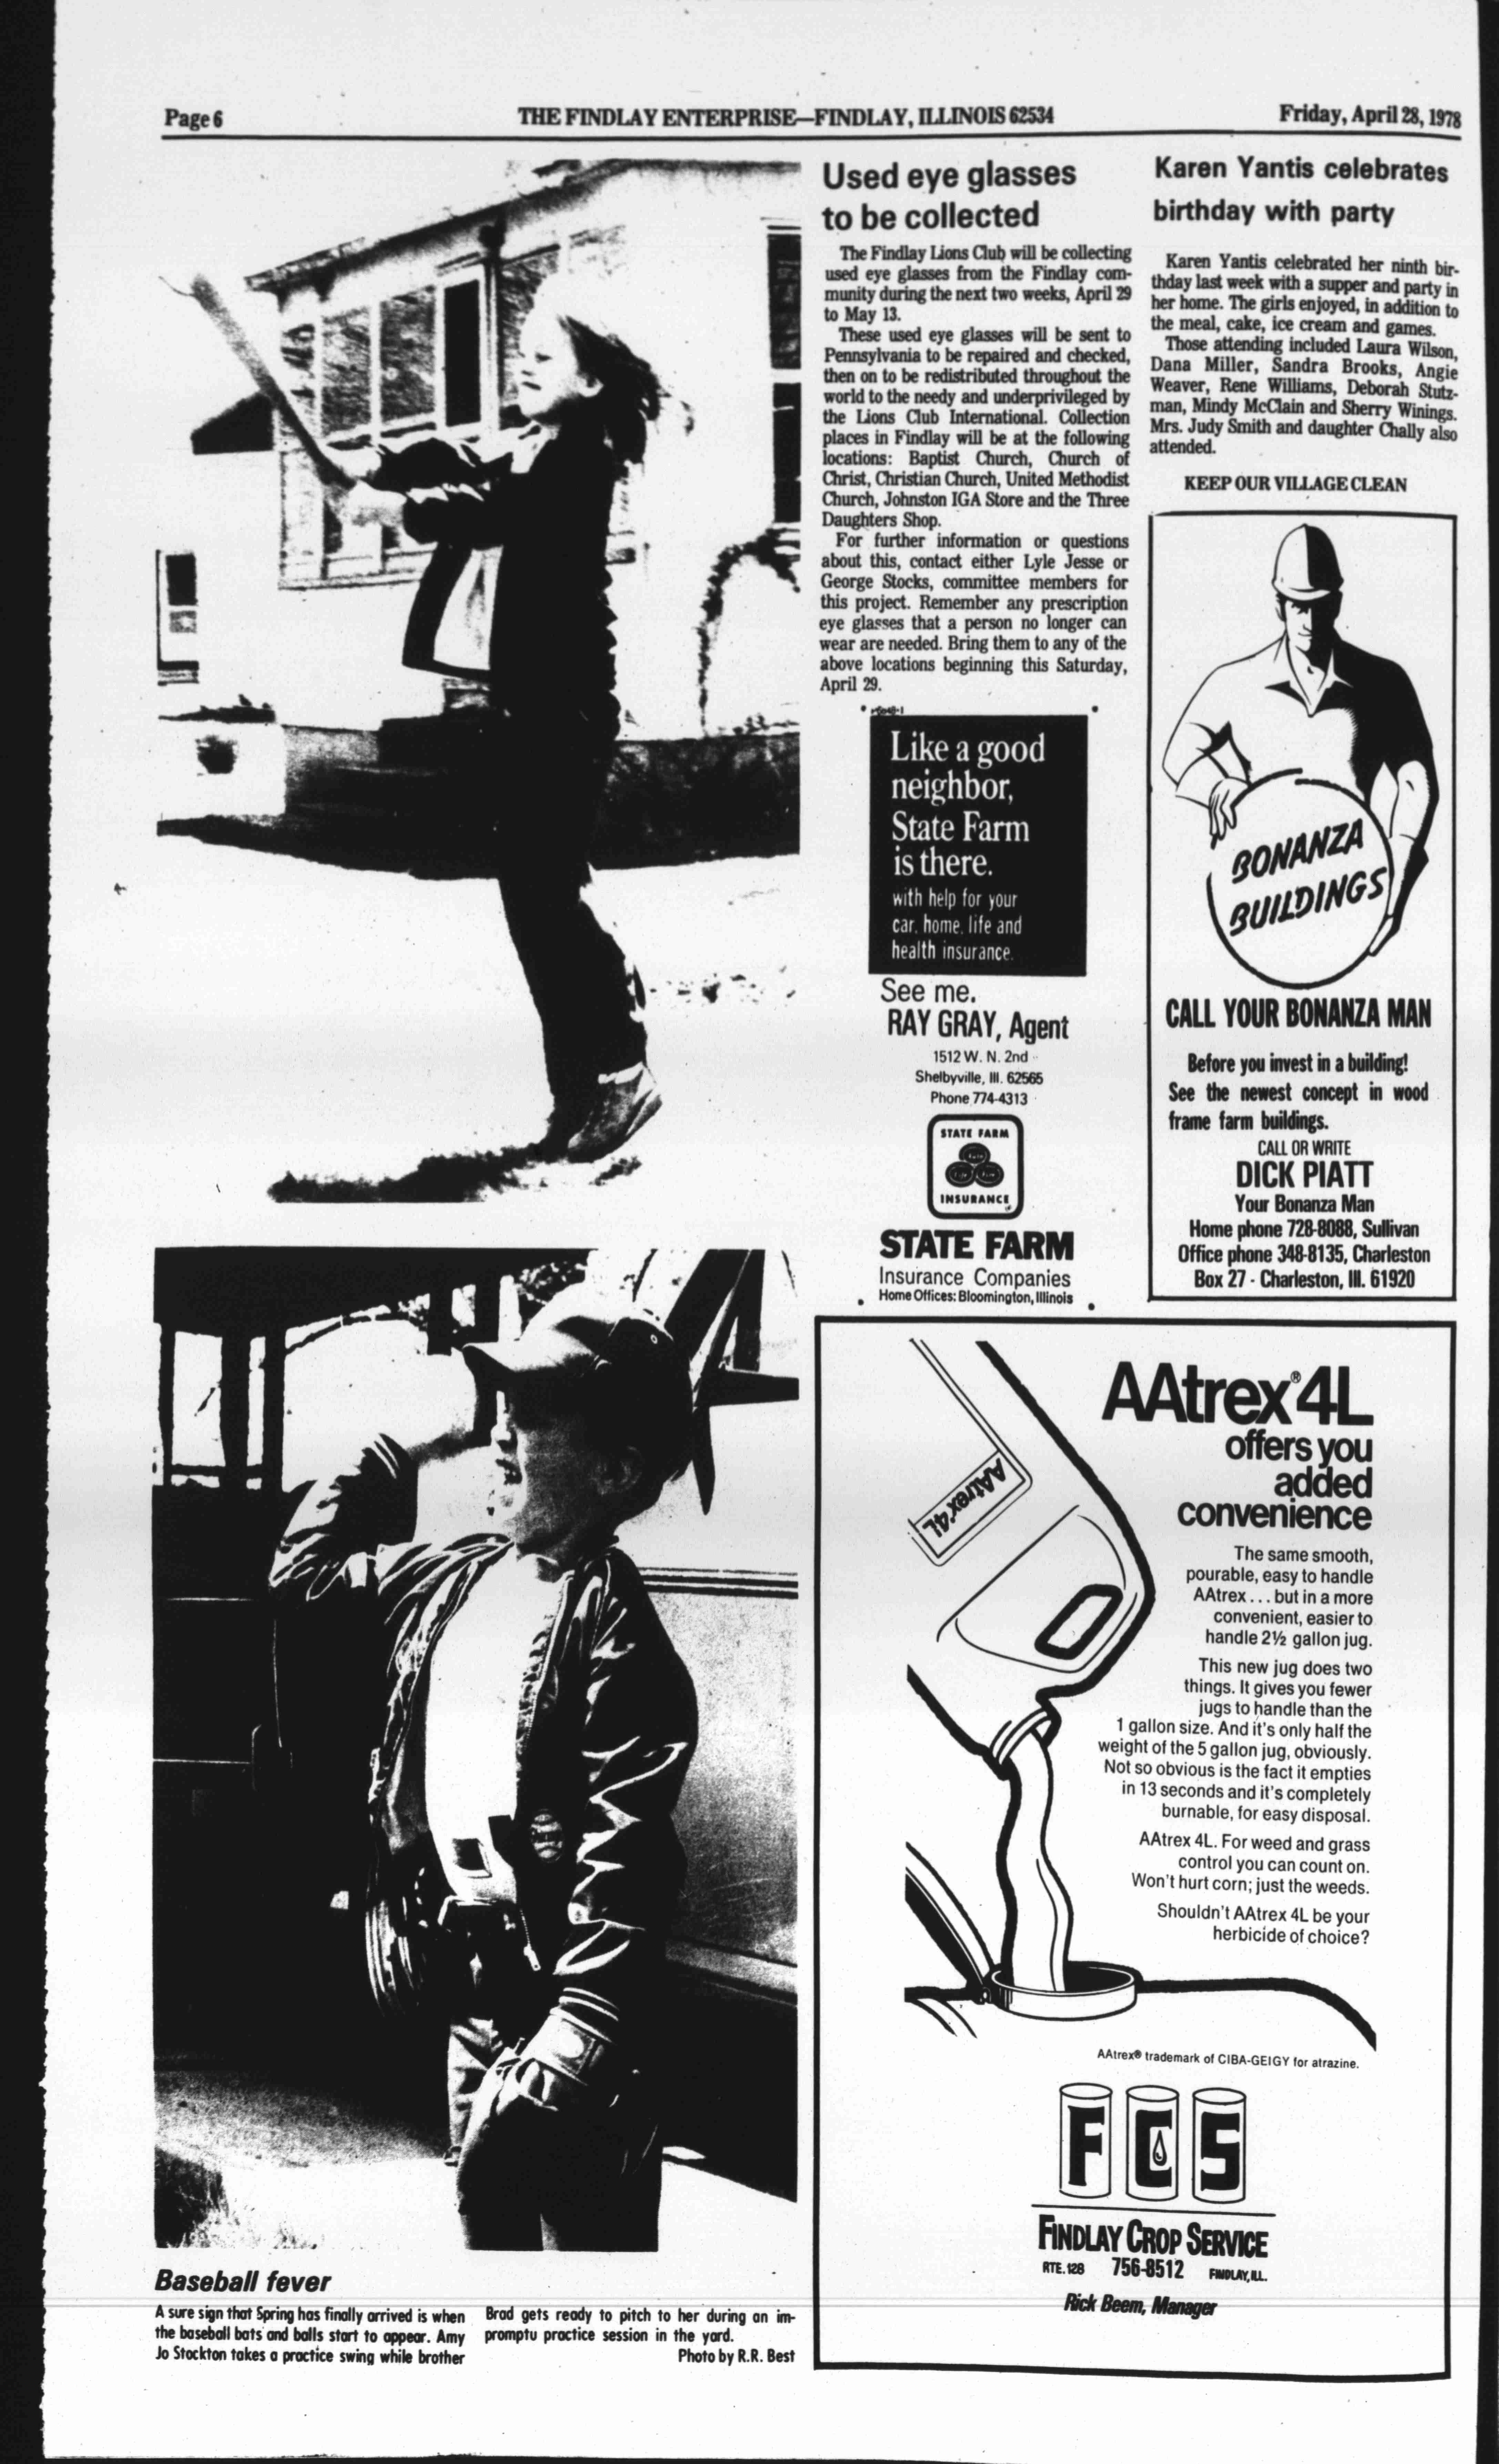 Page 6
THE FINDLAY ENTERPRISE—FINDLAY, ILLINOIS 62534
Friday, April 28, 1978
Used eye glasses
to be collected
The Findlay Lions Club will be collecting
used eye glasses from the Findlay com-
munity during the next two weeks, April 29
to May 13.
These used eye glasses will be sent to
Pennsylvania to be repaired and checked,
then on to be redistributed throughout the
world to the needy and underprivileged by
the Lions Club International. Collection
places in Findlay will be at the following
locations: Baptist Church, Church of
Christ, Christian Church, United Methodist
Church, Johnston IGA Store and the Three
Daughters Shop.
For further information or questions
about this, contact either Lyle Jesse or
George Stocks, committee members for
this project. Remember any prescription
eye glasses that a person no longer can
wear are needed. Bring them to any of the
above locations beginning this Saturday,
April 29.
Karen Yantis celebrates
birthday with party
Karen Yantis celebrated her ninth bir-
thday last week with a supper and party in
her home. The girls enjoyed, in addition to
the meal, cake, ice cream and games.
Those attending included Laura Wilson,
Dana Miller, Sandra Brooks, Angie
Weaver, Rene Williams, Deborah Stutz-
man, Mindy McClain and Sherry Winings.
Mrs. Judy Smith and daughter Chally also
attended.
KEEP OUR VILLAGE CLEAN
Like a good
neighbor,
State Farm
is there.
with help for your
car, home, life and
health insurance.
See me.
RAY GRAY, Agent
1512 W. N. 2nd
Shelbyville, Ill. 62565
Phone 774-4313
STATE FARM
INSURANCE
STATE FARM
Insurance Companies
Home Offices: Bloomington, Illinois
BONANZA
BUILDINGS
CALL YOUR BONANZA MAN
Before you invest in a building!
See the newest concept in wood
frame farm buildings.
CALL OR WRITE
DICK PIATT
Your Bonanza Man
Home phone 728-8088, Sullivan
Office phone 348-8135, Charleston
Box 27 - Charleston, Ill. 61920
AAtrex 4L
AAtrex® 4L
offers you
added
convenience
The same smooth,
pourable, easy to handle
AAtrex . . . but in a more
convenient, easier to
handle 2½ gallon jug.
This new jug does two
things. It gives you fewer
jugs to handle than the
1 gallon size. And it's only half the
weight of the 5 gallon jug, obviously.
Not so obvious is the fact it empties
in 13 seconds and it's completely
burnable, for easy disposal.
AAtrex 4L. For weed and grass
control you can count on.
Won't hurt corn; just the weeds.
Shouldn't AAtrex 4L be your
herbicide of choice?
AAtrex® trademark of CIBA-GEIGY for atrazine.
FCS
FINDLAY CROP SERVICE
RTE. 128 756-8512 FINDLAY, ILL.
Rick Beem, Manager
Baseball fever
A sure sign that Spring has finally arrived is when
the baseball bats and balls start to appear. Amy
Jo Stockton takes a practice swing while brother
Brad gets ready to pitch to her during an im-
promptu practice session in the yard.
Photo by R.R. Best